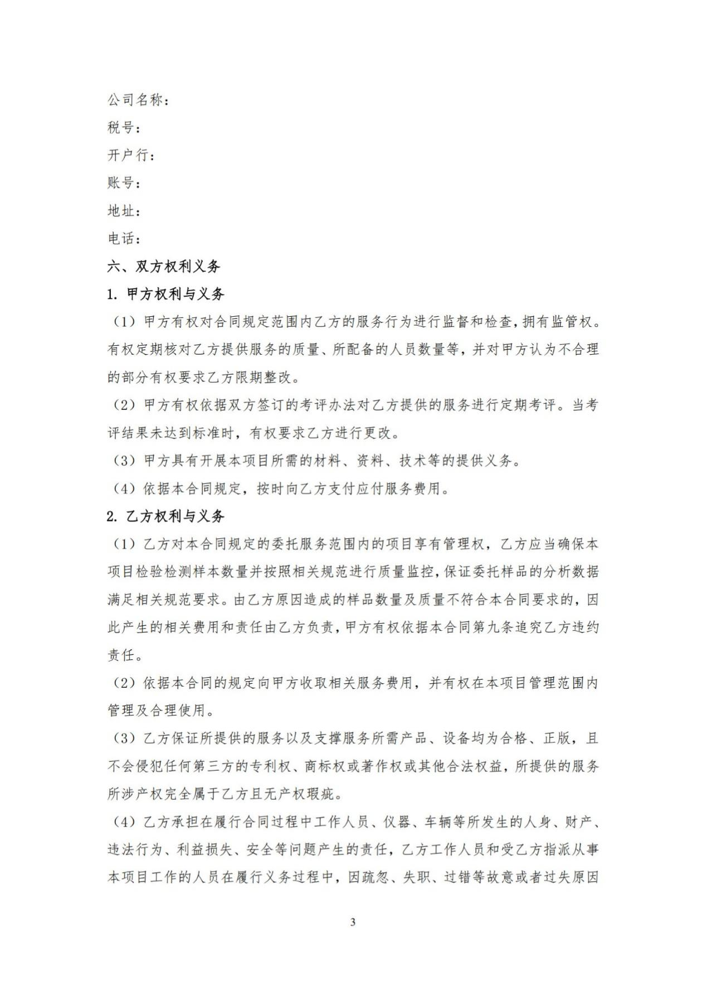 公司名称：
税号：
开户行：
账号：
地址：
电话：
六、双方权利义务
1. 甲方权利与义务
（1）甲方有权对合同规定范围内乙方的服务行为进行监督和检查，拥有监管权。
有权定期核对乙方提供服务的质量、所配备的人员数量等，并对甲方认为不合理
的部分有权要求乙方限期整改。
（2）甲方有权依据双方签订的考评办法对乙方提供的服务进行定期考评。当考
评结果未达到标准时，有权要求乙方进行更改。
（3）甲方具有开展本项目所需的材料、资料、技术等的提供义务。
（4）依据本合同规定，按时向乙方支付应付服务费用。
2. 乙方权利与义务
（1）乙方对本合同规定的委托服务范围内的项目享有管理权，乙方应当确保本
项目检验检测样本数量并按照相关规范进行质量监控，保证委托样品的分析数据
满足相关规范要求。由乙方原因造成的样品数量及质量不符合本合同要求的，因
此产生的相关费用和责任由乙方负责，甲方有权依据本合同第九条追究乙方违约
责任。
（2）依据本合同的规定向甲方收取相关服务费用，并有权在本项目管理范围内
管理及合理使用。
（3）乙方保证所提供的服务以及支撑服务所需产品、设备均为合格、正版，且
不会侵犯任何第三方的专利权、商标权或著作权或其他合法权益，所提供的服务
所涉产权完全属于乙方且无产权瑕疵。
（4）乙方承担在履行合同过程中工作人员、仪器、车辆等所发生的人身、财产、
违法行为、利益损失、安全等问题产生的责任，乙方工作人员和受乙方指派从事
本项目工作的人员在履行义务过程中，因疏忽、失职、过错等故意或者过失原因
3